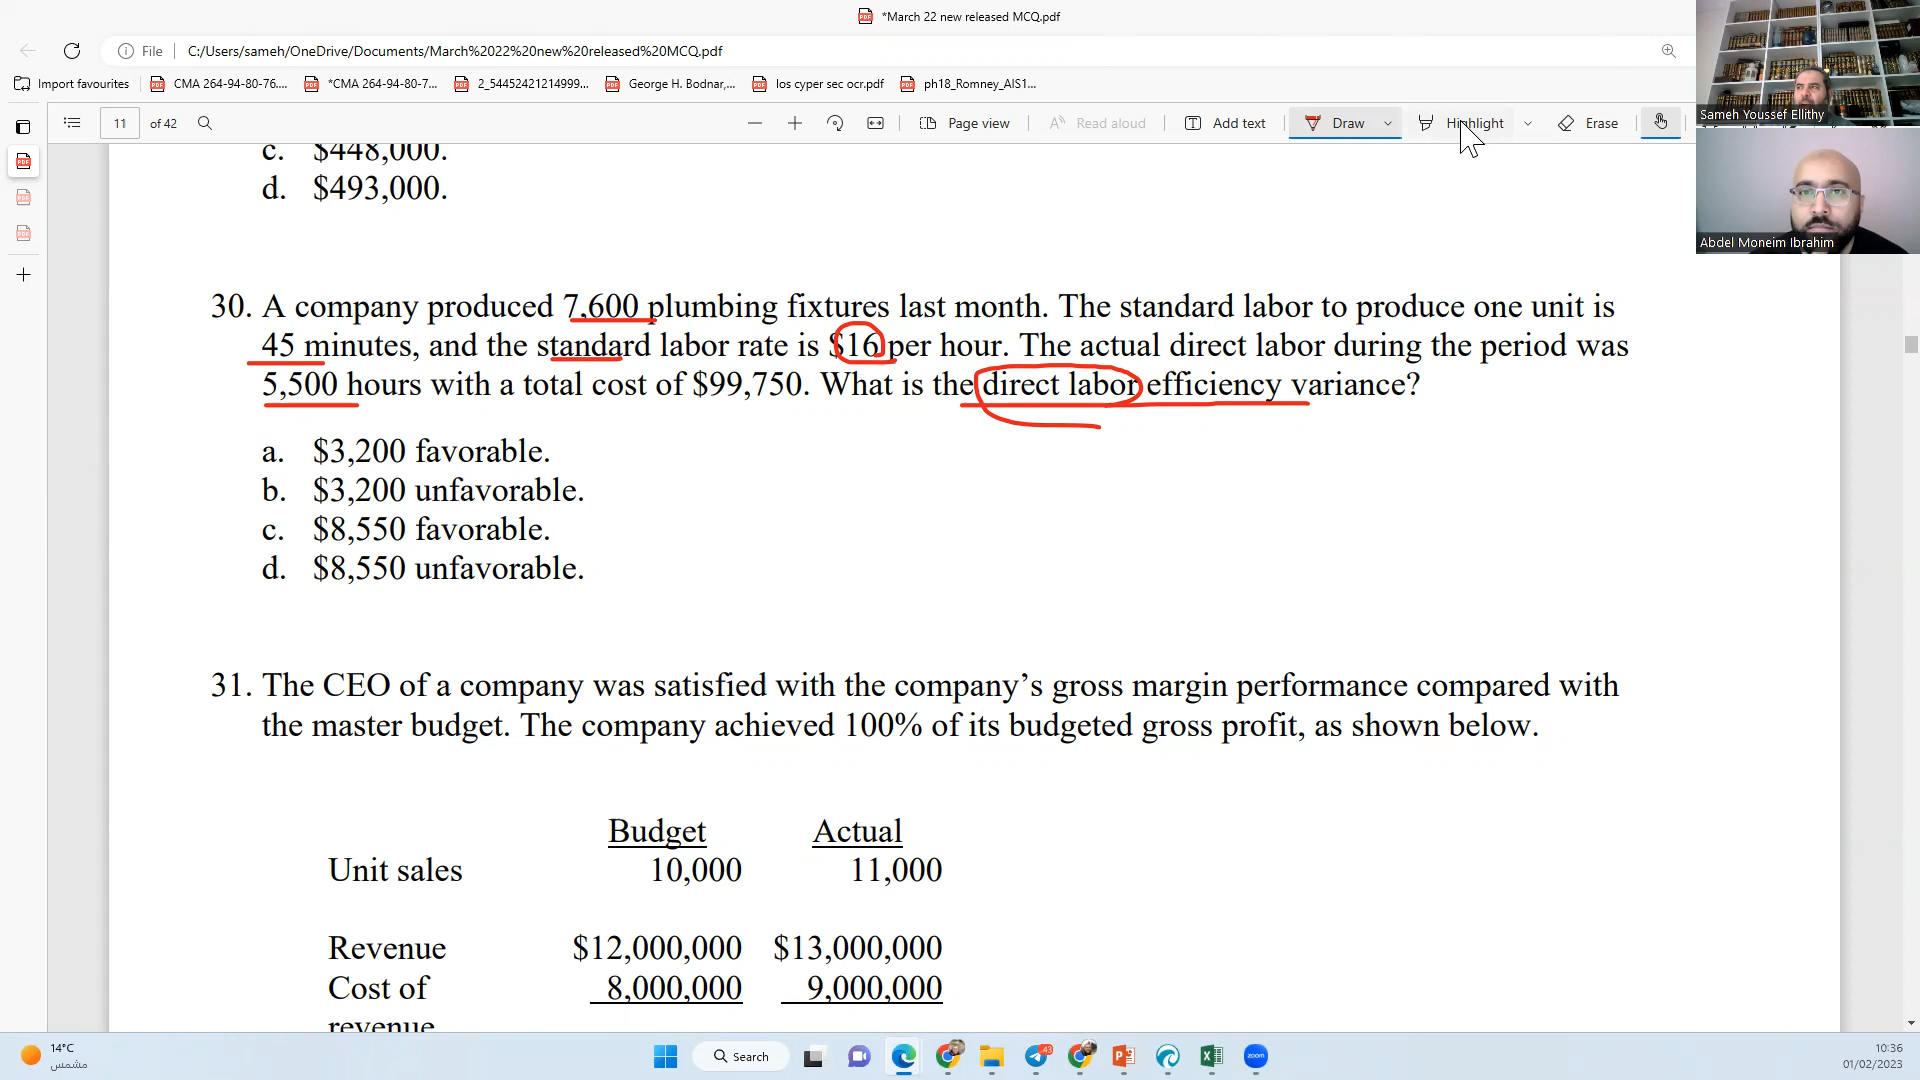 *March 22 new released MCQ.pdf
File C:/Users/sameh/OneDrive/Documents/March%2022%20new%20released%20MCQ.pdf
Import favourites CMA 264-94-80-76.... *CMA 264-94-80-7... 2_54452421214999... George H. Bodnar,... los cyper sec ocr.pdf ph18_Romney_AIS1...
11 of 42 Page view Read aloud Add text Draw Highlight Erase
Sameh Youssef Ellithy
Abdel Moneim Ibrahim
c. $448,000.
d. $493,000.
30. A company produced 7,600 plumbing fixtures last month. The standard labor to produce one unit is
45 minutes, and the standard labor rate is $16 per hour. The actual direct labor during the period was
5,500 hours with a total cost of $99,750. What is the direct labor efficiency variance?
a. $3,200 favorable.
b. $3,200 unfavorable.
c. $8,550 favorable.
d. $8,550 unfavorable.
31. The CEO of a company was satisfied with the company’s gross margin performance compared with
the master budget. The company achieved 100% of its budgeted gross profit, as shown below.
Budget Actual
Unit sales 10,000 11,000
Revenue $12,000,000 $13,000,000
Cost of 8,000,000 9,000,000
revenue
14°C
مشمس
Search
43
zoom
10:36
01/02/2023